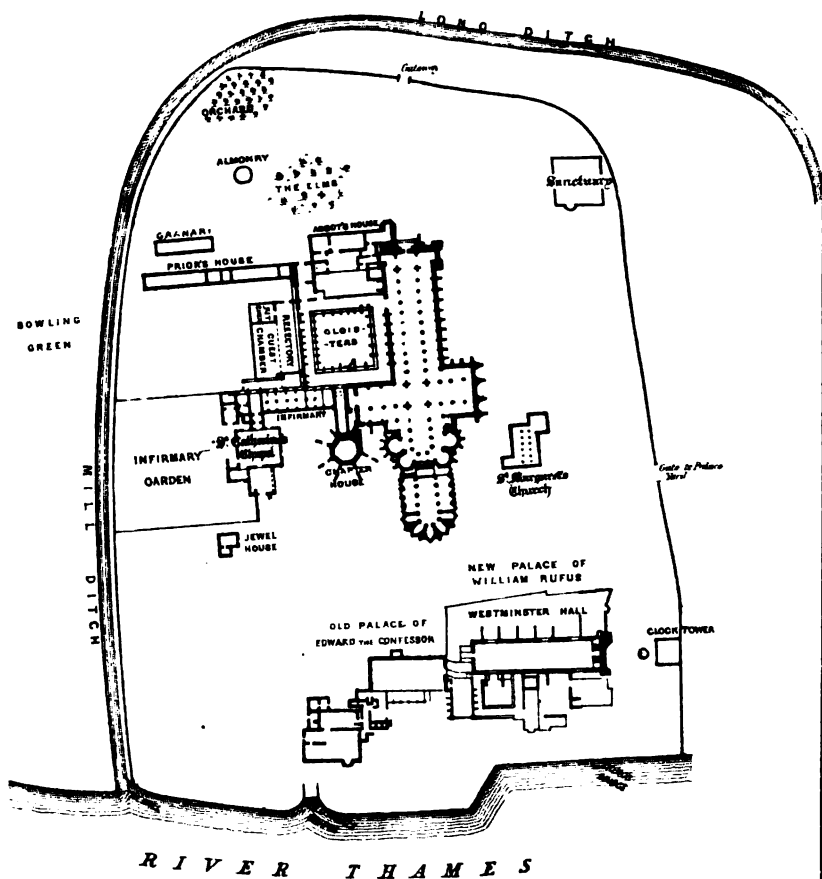 LONG DITCH
Gateway
ORCHARD
ALMONRY
THE ELMS
Sanctuary
ABBOT'S HOUSE
GRANARY
PRIOR'S HOUSE
BOWLING
GREEN
CLOIS
-TERS
REFECTORY
GUEST
CHAMBER
INFIRMARY
St. Catherine's
Chapel
INFIRMARY
GARDEN
CHAPTER
HOUSE
St. Margaret's
Church
Gate to Palace
Yard
MILL DITCH
JEWEL
HOUSE
NEW PALACE OF
WILLIAM RUFUS
WESTMINSTER HALL
OLD PALACE OF
EDWARD THE CONFESSOR
CLOCK TOWER
RIVER THAMES